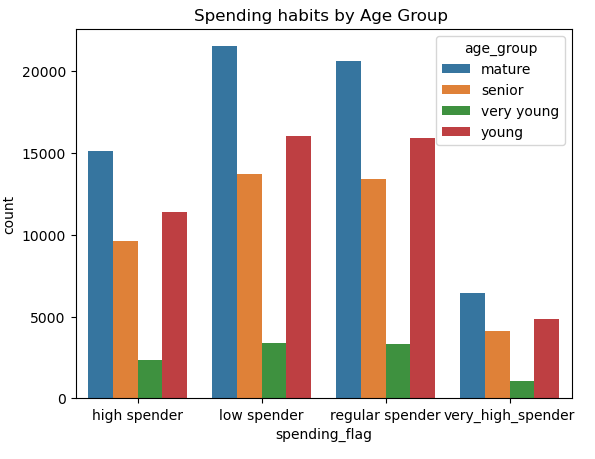 Spending habits by Age Group
age_group
mature
senior
very young
young
20000
15000
10000
5000
0
count
high spender low spender regular spender very_high_spender
spending_flag